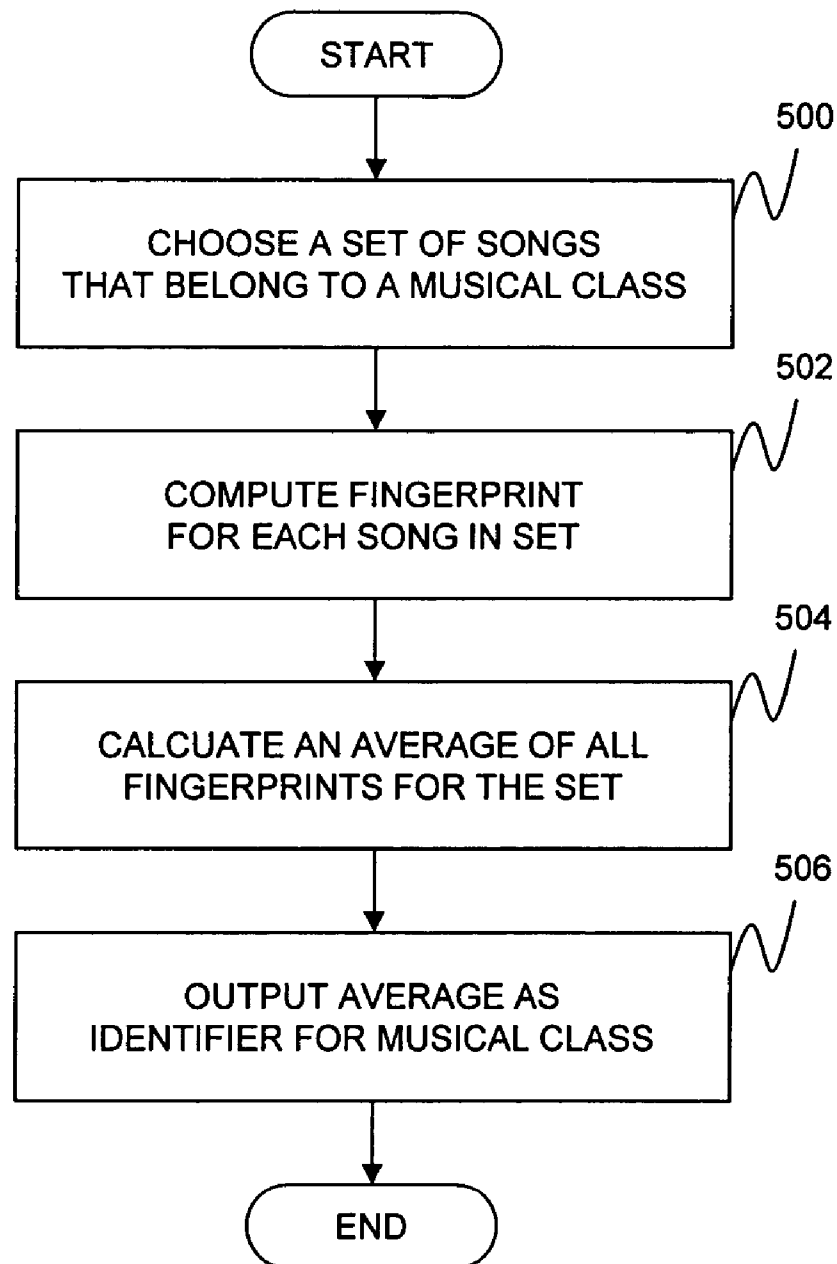 START
500
CHOOSE A SET OF SONGS
THAT BELONG TO A MUSICAL CLASS
502
COMPUTE FINGERPRINT
FOR EACH SONG IN SET
504
CALCUATE AN AVERAGE OF ALL
FINGERPRINTS FOR THE SET
506
OUTPUT AVERAGE AS
IDENTIFIER FOR MUSICAL CLASS
END